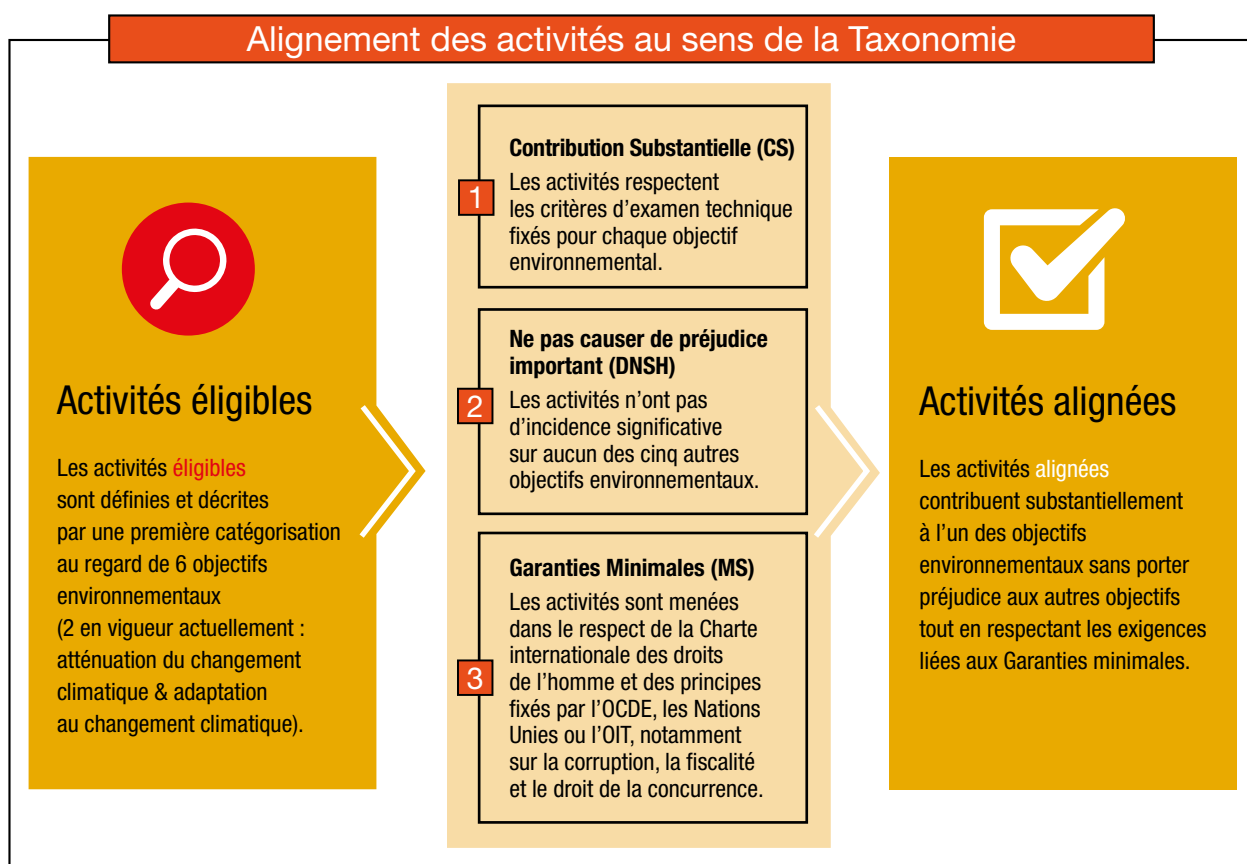 Alignement des activités au sens de la Taxonomie
Activités éligibles
Les activités éligibles
sont définies et décrites
par une première catégorisation
au regard de 6 objectifs
environnementaux
(2 en vigueur actuellement :
atténuation du changement
climatique & adaptation
au changement climatique).
1
Contribution Substantielle (CS)
Les activités respectent
les critères d’examen technique
fixés pour chaque objectif
environnemental.
2
Ne pas causer de préjudice
important (DNSH)
Les activités n’ont pas
d’incidence significative
sur aucun des cinq autres
objectifs environnementaux.
3
Garanties Minimales (MS)
Les activités sont menées
dans le respect de la Charte
internationale des droits
de l’homme et des principes
fixés par l’OCDE, les Nations
Unies ou l’OIT, notamment
sur la corruption, la fiscalité
et le droit de la concurrence.
Activités alignées
Les activités alignées
contribuent substantiellement
à l’un des objectifs
environnementaux sans porter
préjudice aux autres objectifs
tout en respectant les exigences
liées aux Garanties minimales.